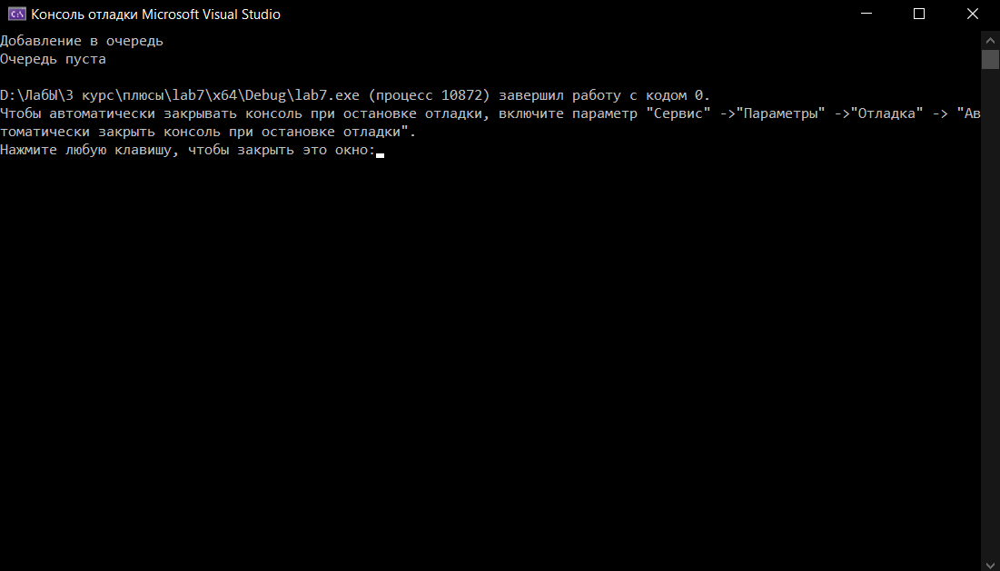 Консоль отладки Microsoft Visual Studio
Добавление в очередь
Очередь пуста
D:\ЛабЫ\3 курс\плюсы\lab7\x64\Debug\lab7.exe (процесс 10872) завершил работу с кодом 0.
Чтобы автоматически закрывать консоль при остановке отладки, включите параметр "Сервис" ->"Параметры" ->"Отладка" -> "Ав
томатически закрыть консоль при остановке отладки".
Нажмите любую клавишу, чтобы закрыть это окно: